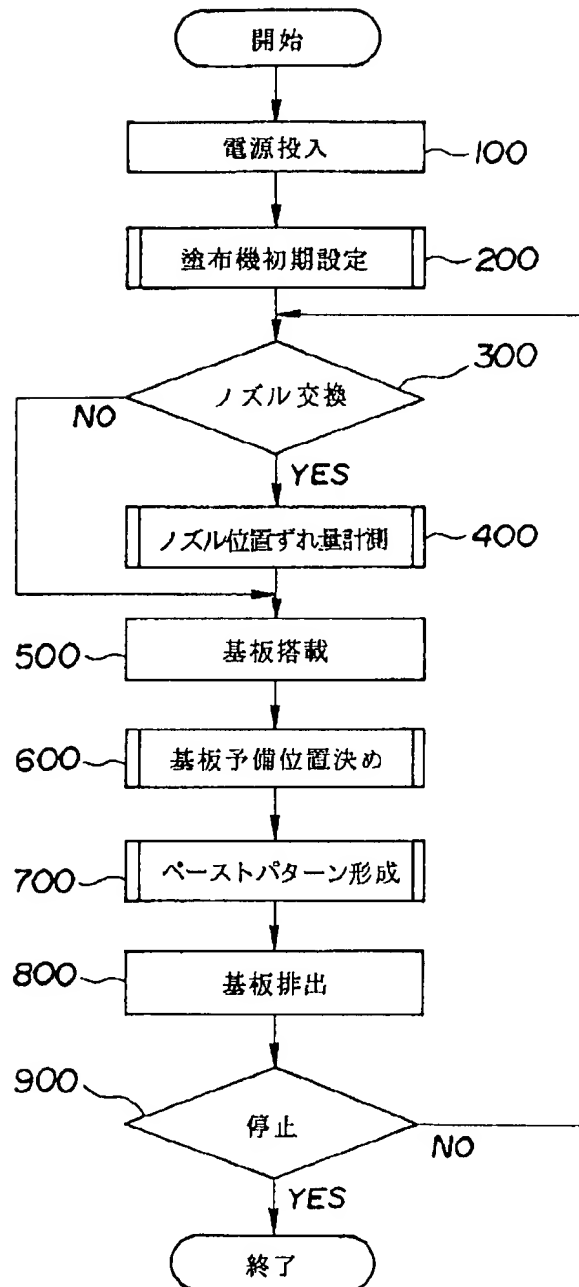 開始
電源投入
100
塗布機初期設定
200
ノズル交換
300
NO
YES
ノズル位置ずれ量計測
400
基板搭載
500
基板予備位置決め
600
ペーストパターン形成
700
基板排出
800
900
停止
NO
YES
終了